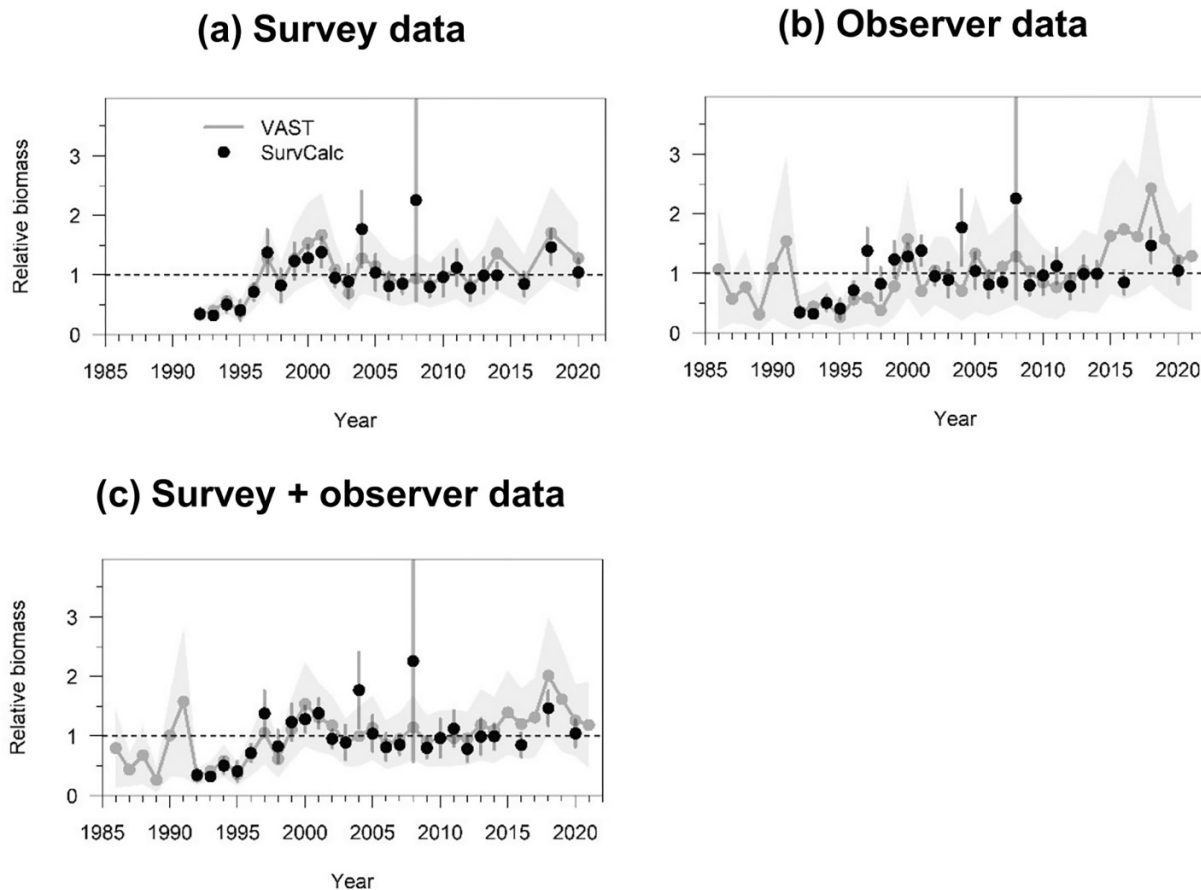 (a) Survey data
(b) Observer data
Relative biomass
3
2
1
0
VAST
SurvCalc
1985 1990 1995 2000 2005 2010 2015 2020
Year
3
2
1
0
1985 1990 1995 2000 2005 2010 2015 2020
Year
(c) Survey + observer data
Relative biomass
3
2
1
0
1985 1990 1995 2000 2005 2010 2015 2020
Year